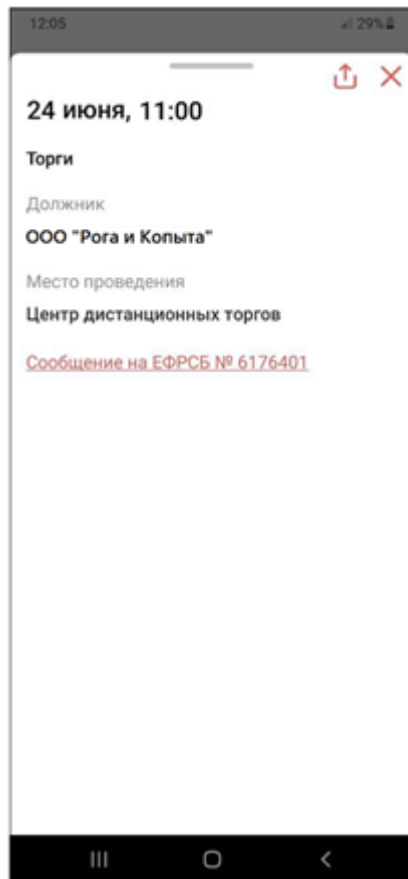 12:05
29%
24 июня, 11:00
Торги
Должник
ООО "Рога и Копыта"
Место проведения
Центр дистанционных торгов
Сообщение на ЕФРСБ № 6176401